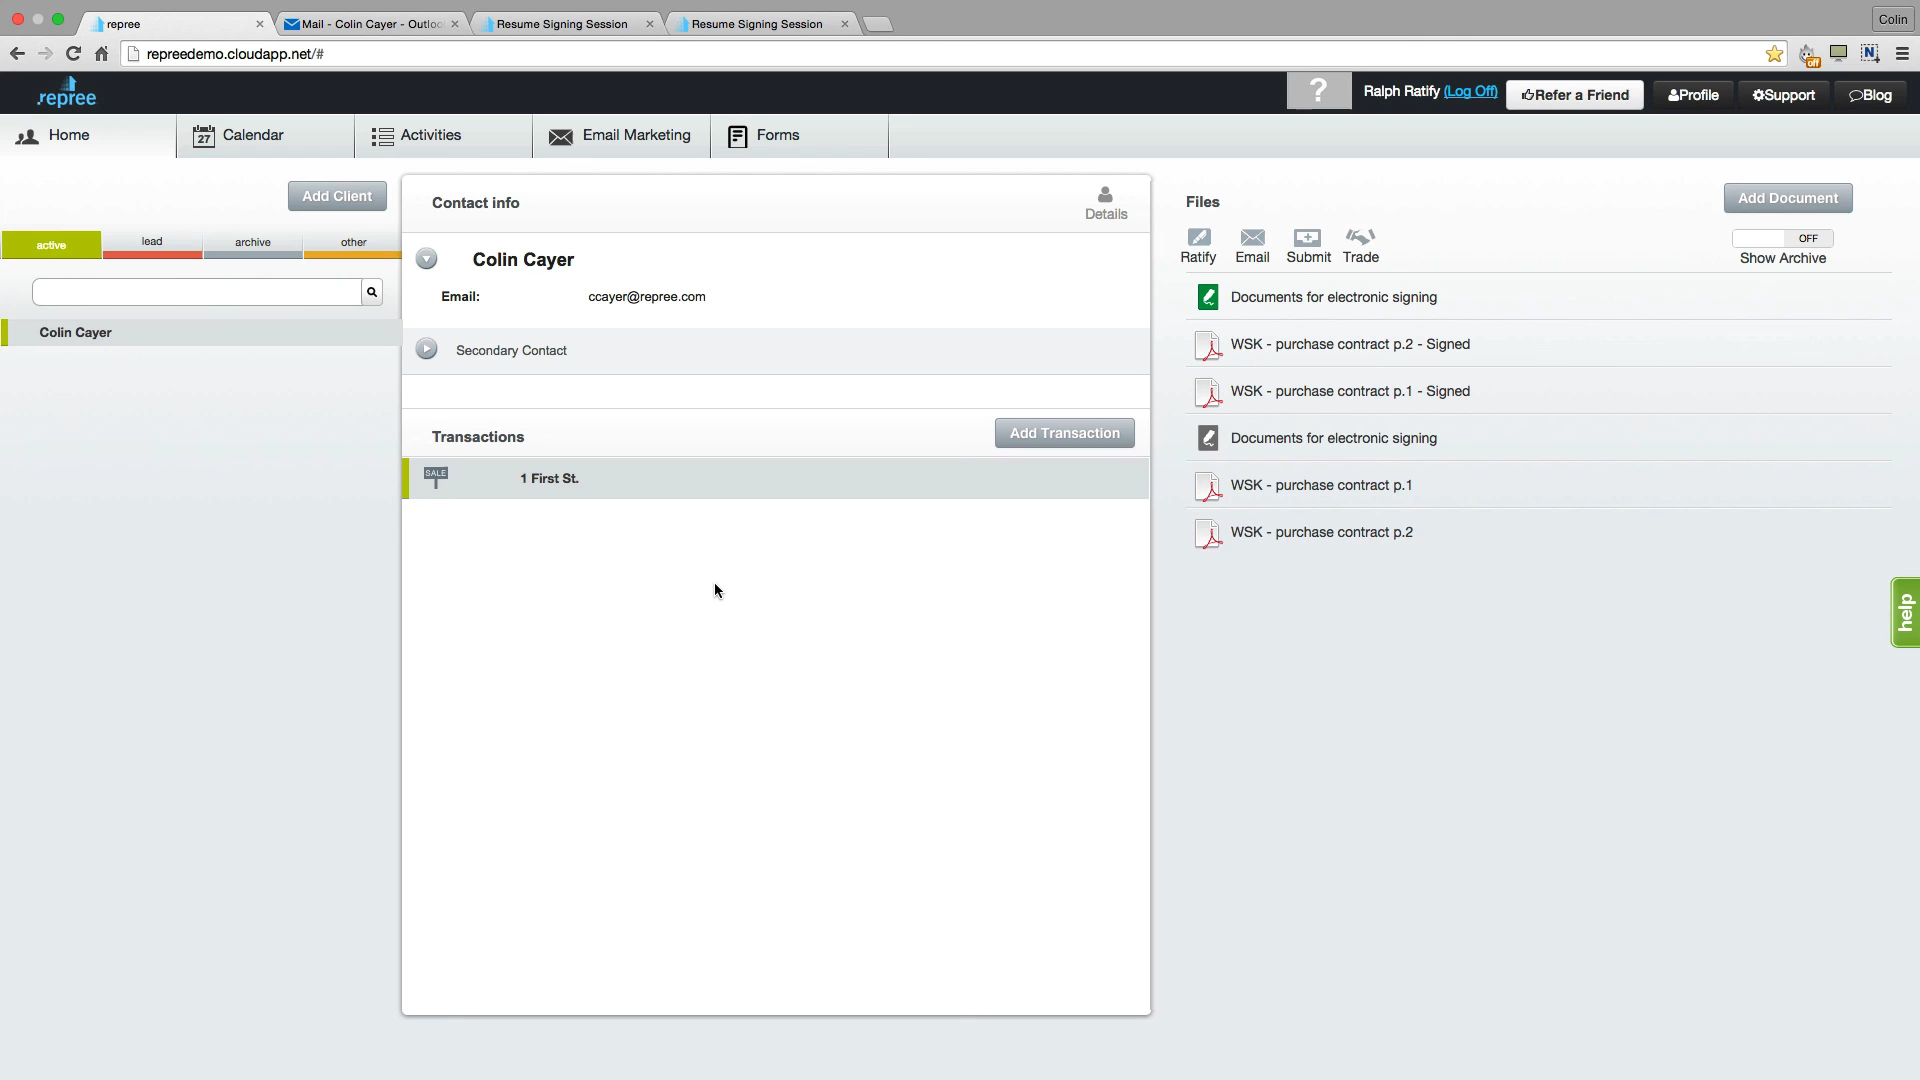 repree
Mail - Colin Cayer - Outloo
Resume Signing Session
Resume Signing Session
Colin
repreedemo.cloudapp.net/#
off
N
repree
?
Ralph Ratify (Log Off)
Refer a Friend
Profile
Support
Blog
Home
27
Calendar
Activities
Email Marketing
Forms
Add Client
active
lead
archive
other
Colin Cayer
Contact info
Details
Colin Cayer
Email:
ccayer@repree.com
Secondary Contact
Transactions
Add Transaction
SALE
1 First St.
Files
Add Document
Ratify
Email
Submit
Trade
OFF
Show Archive
Documents for electronic signing
WSK - purchase contract p.2 - Signed
WSK - purchase contract p.1 - Signed
Documents for electronic signing
WSK - purchase contract p.1
WSK - purchase contract p.2
help